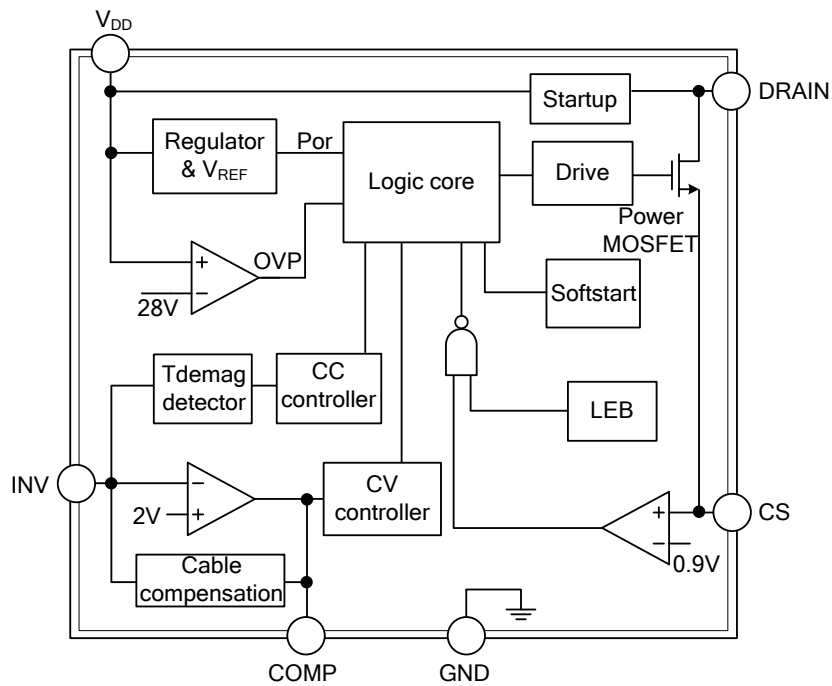 VDD
DRAIN
Startup
Regulator
& VREF
Por
Logic core
Drive
Power
MOSFET
+
OVP
−
28V
Softstart
Tdemag
detector
CC
controller
LEB
INV
−
2V
+
CV
controller
+
CS
−
0.9V
Cable
compensation
COMP
GND